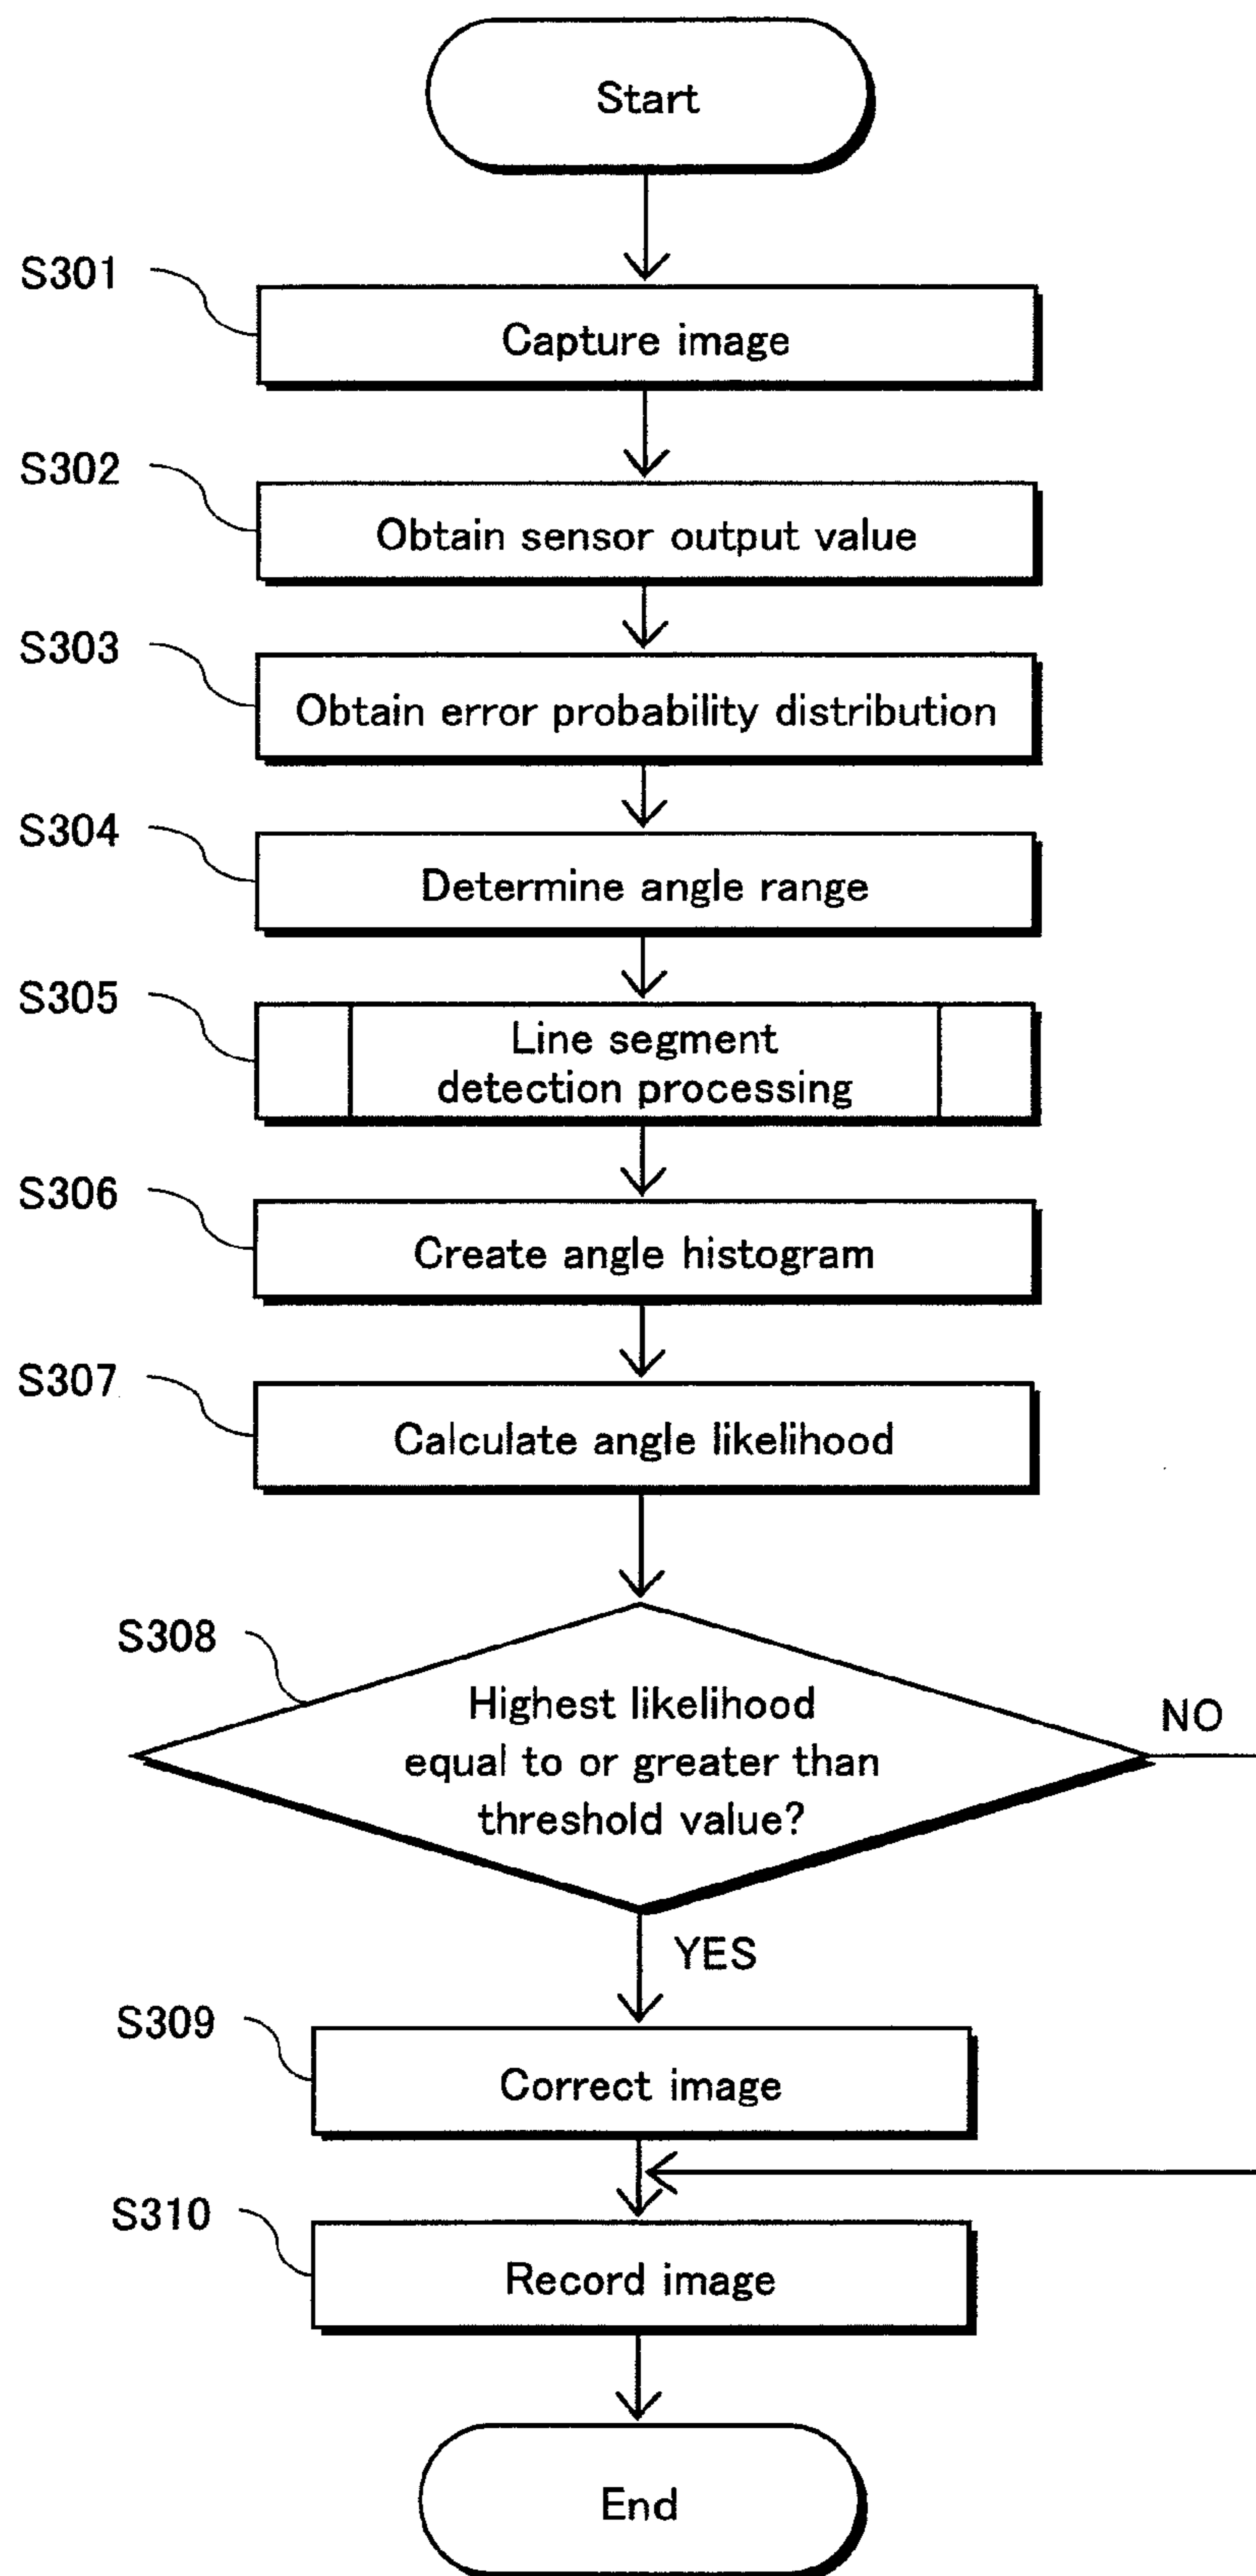 Start
S301
Capture image
S302
Obtain sensor output value
S303
Obtain error probability distribution
S304
Determine angle range
S305
Line segment
detection processing
S306
Create angle histogram
S307
Calculate angle likelihood
S308
Highest likelihood
equal to or greater than
threshold value?
NO
YES
S309
Correct image
S310
Record image
End